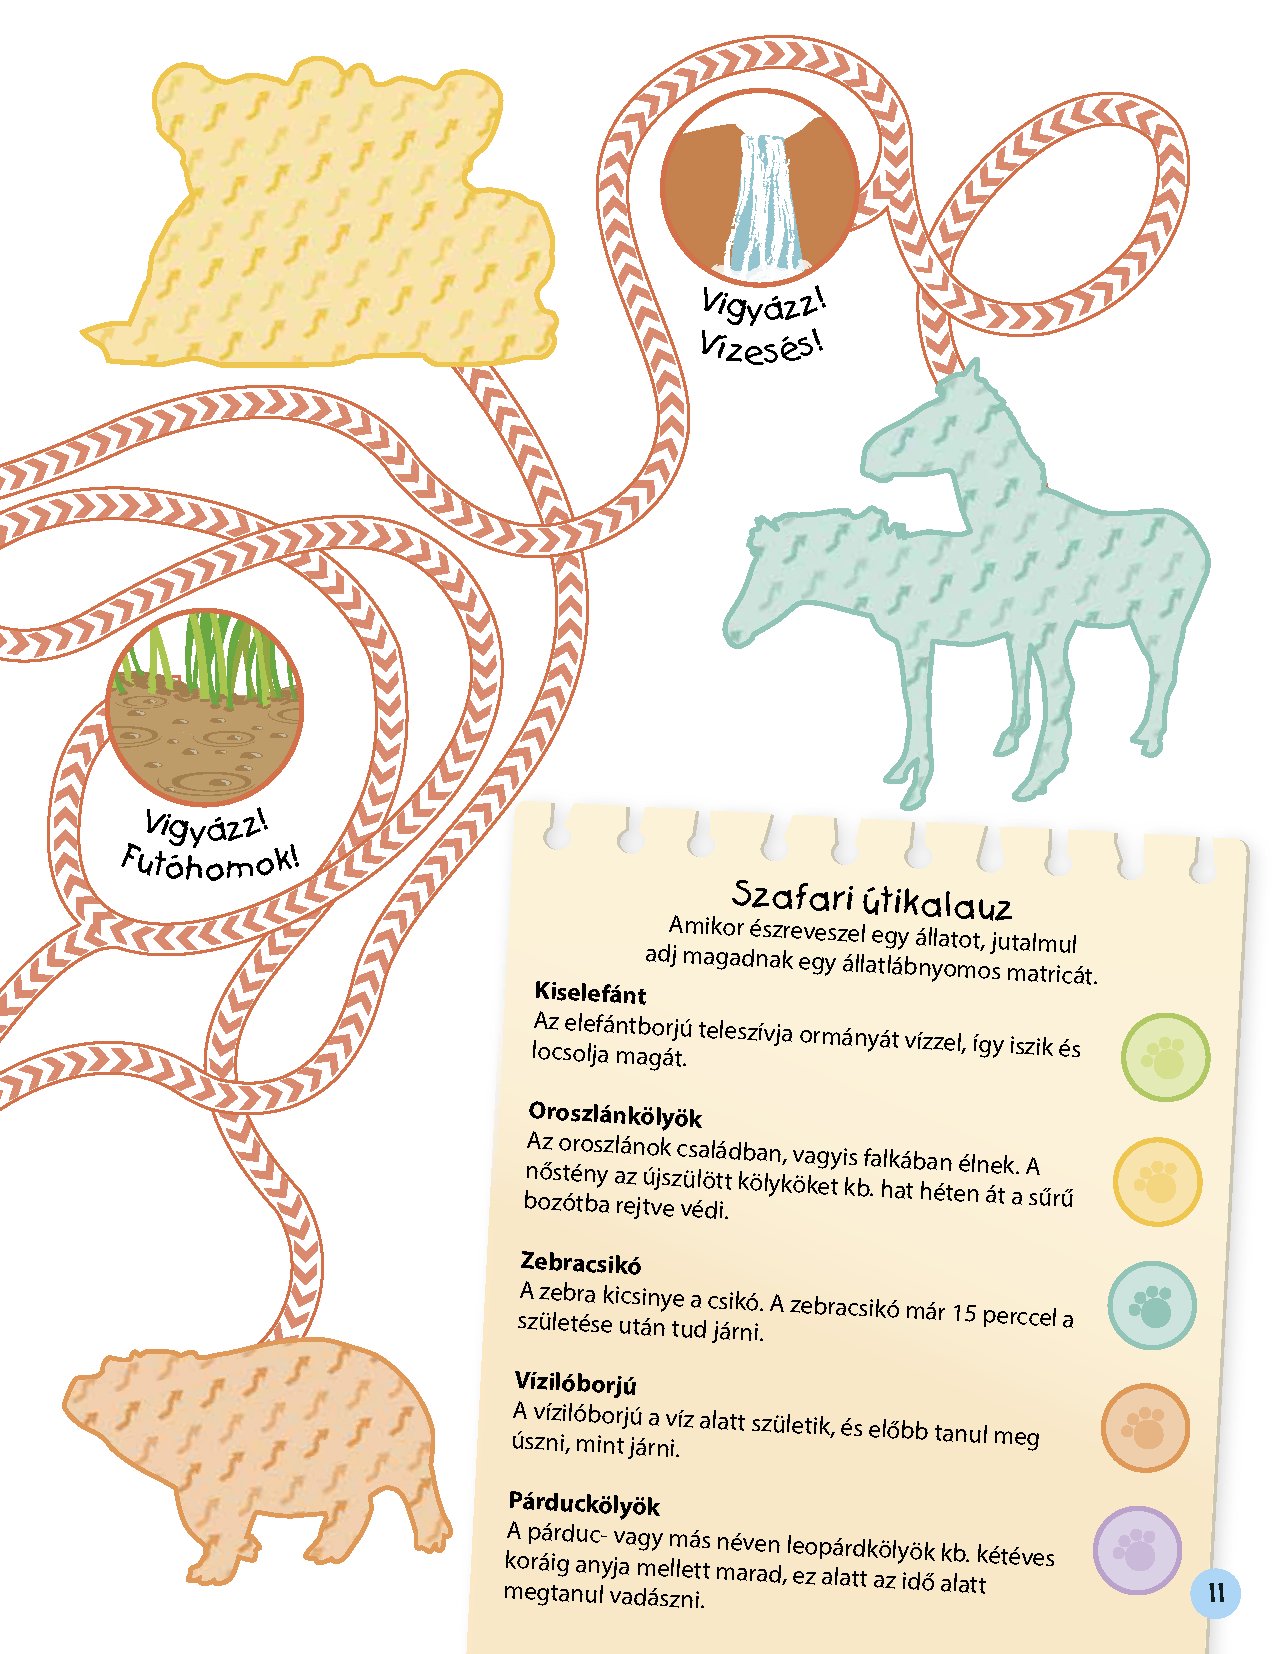 Vigyázz!
Vízesés!
Vigyázz!
Futóhomok!
Szafari útikalauz
Amikor észreveszel egy állatot, jutalmul
adj magadnak egy állatlábnyomos matricát.
Kiselefánt
Az elefántborjú teleszívja ormányát vízzel, így iszik és
locsolja magát.
Oroszlánkölyök
Az oroszlánok családban, vagyis falkában élnek. A
nőstény az újszülött kölyköket kb. hat héten át a sűrű
bozótba rejtve védi.
Zebracsikó
A zebra kicsinye a csikó. A zebracsikó már 15 perccel a
születése után tud járni.
Vízilóborjú
A vízilóborjú a víz alatt születik, és előbb tanul meg
úszni, mint járni.
Párduckölyök
A párduc- vagy más néven leopárdkölyök kb. kétéves
koráig anyja mellett marad, ez alatt az idő alatt
megtanul vadászni.
11